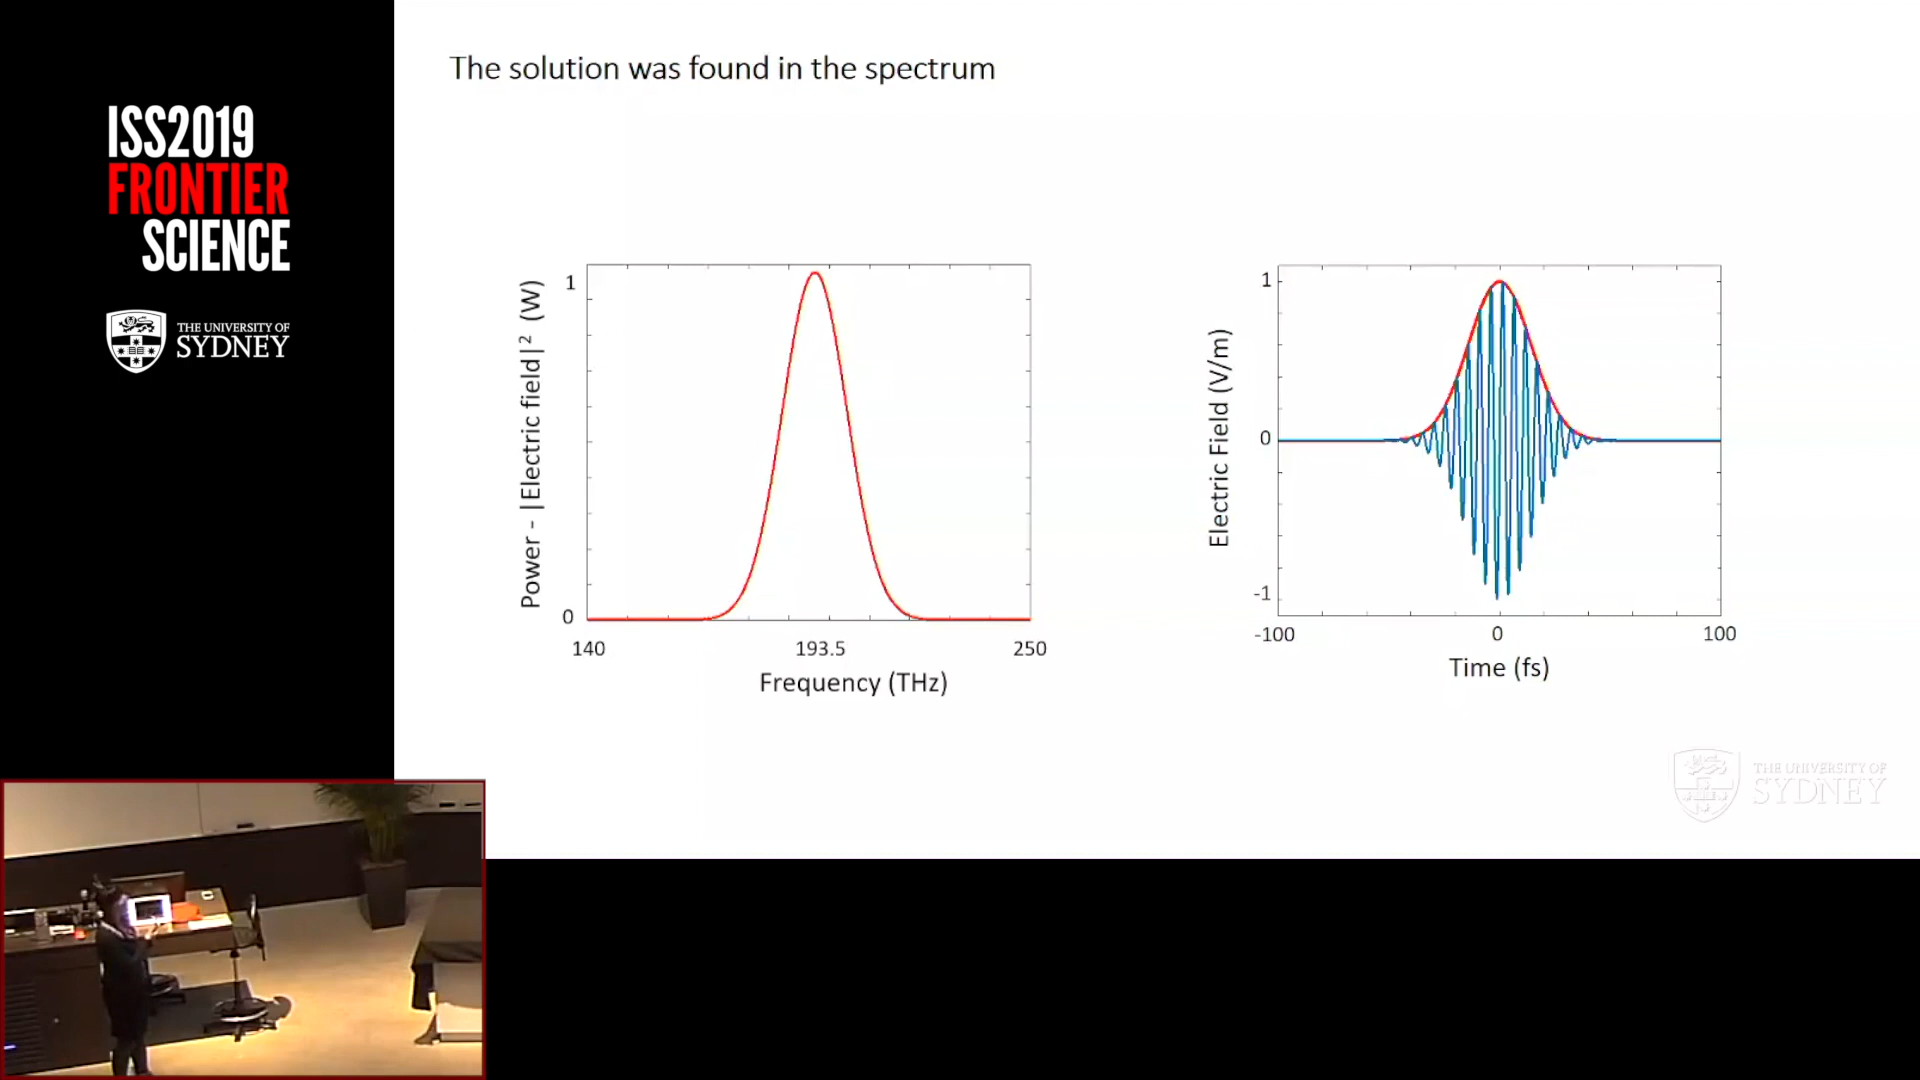 ISS2019
FRONTIER
SCIENCE
THE UNIVERSITY OF
SYDNEY
The solution was found in the spectrum
Power - |Electric field|² (W)
1
0
140
193.5
250
Frequency (THz)
Electric Field (V/m)
1
0
-1
-100
0
100
Time (fs)
THE UNIVERSITY OF
SYDNEY